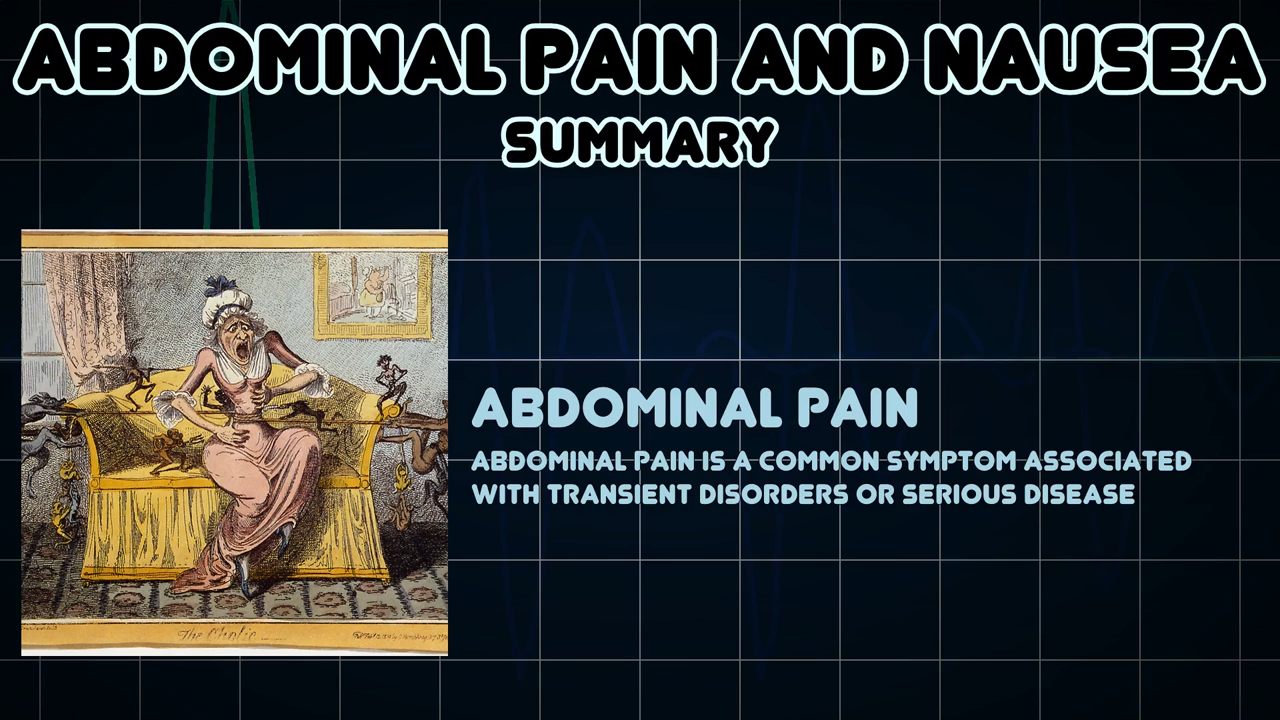 ABDOMINAL PAIN AND NAUSEA
SUMMARY
ABDOMINAL PAIN
ABDOMINAL PAIN IS A COMMON SYMPTOM ASSOCIATED
WITH TRANSIENT DISORDERS OR SERIOUS DISEASE
The Cholic